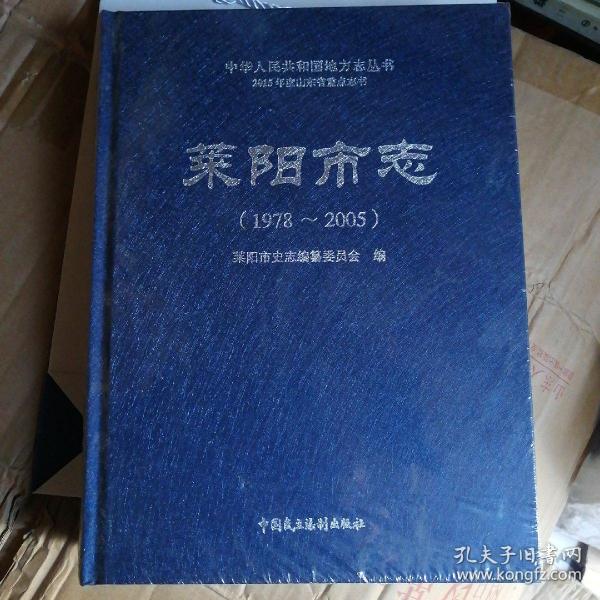 中华人民共和国地方志丛书
2015年度山东省重点志书
莱阳市志
(1978～2005)
莱阳市史志编纂委员会 编
中国民主法制出版社
孔夫子旧书网
www.kongfz.com